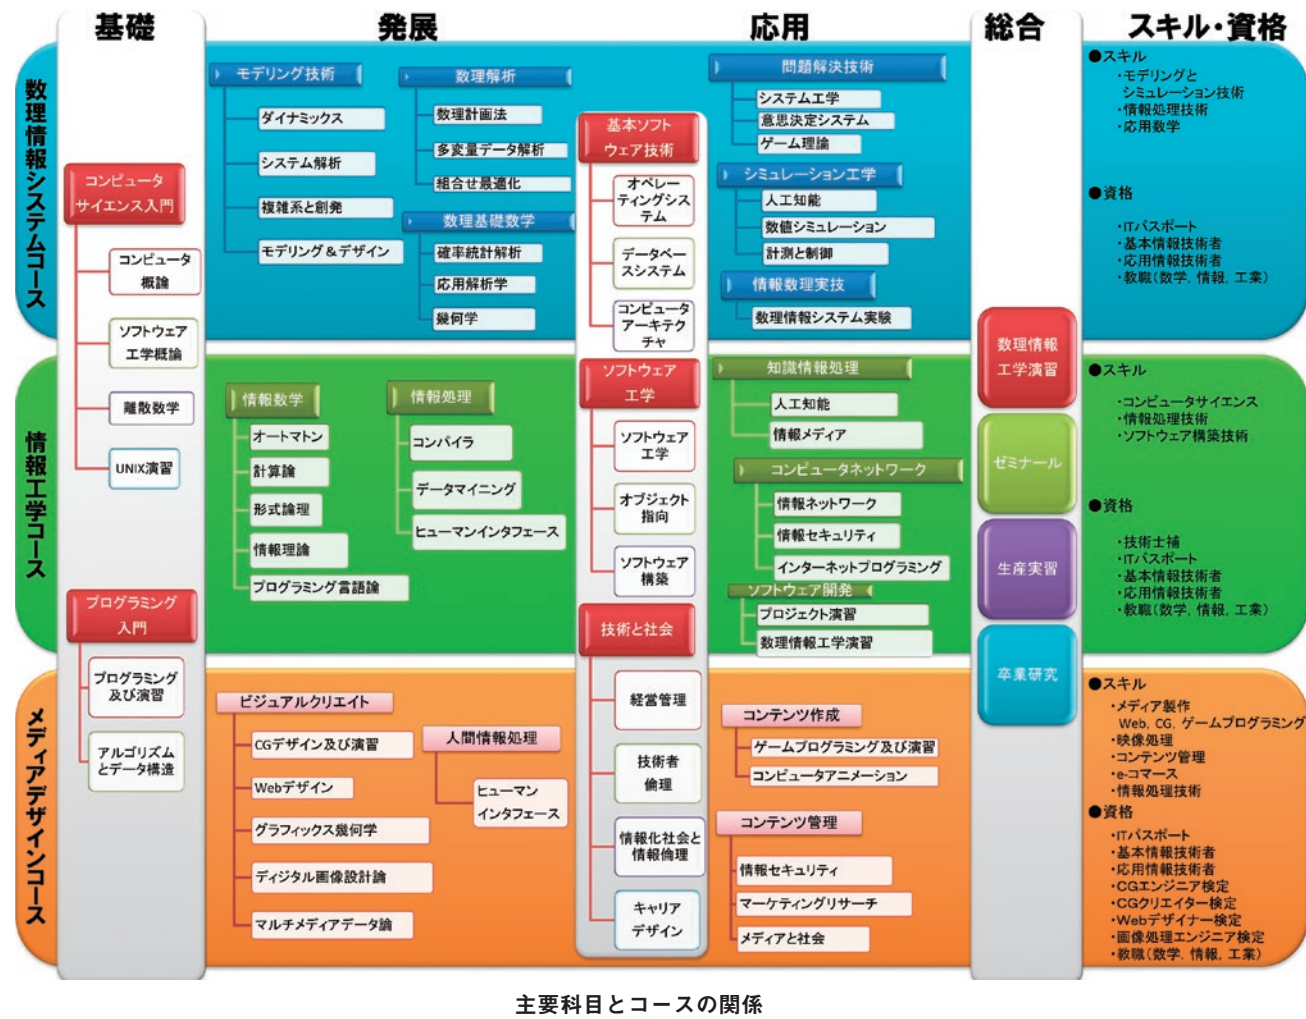 基礎
発展
応用
総合
スキル・資格
数理情報システムコース
コンピュータ
サイエンス入門
コンピュータ
概論
ソフトウェア
工学概論
離散数学
UNIX演習
プログラミング
入門
プログラミング
及び演習
アルゴリズム
とデータ構造
モデリング技術
ダイナミックス
システム解析
複雑系と創発
モデリング＆デザイン
数理解析
数理計画法
多変量データ解析
組合せ最適化
数理基礎数学
確率統計解析
応用解析学
幾何学
基本ソフト
ウェア技術
オペレー
ティングシス
テム
データベー
スシステム
コンピュータ
アーキテク
チャ
ソフトウェア
工学
ソフトウェア
工学
オブジェクト
指向
ソフトウェア
構築
技術と社会
経営管理
技術者
倫理
情報化社会と
情報倫理
キャリア
デザイン
問題解決技術
システム工学
意思決定システム
ゲーム理論
シミュレーション工学
人工知能
数値シミュレーション
計測と制御
情報数理実技
数理情報システム実験
数理情報
工学演習
ゼミナール
生産実習
卒業研究
●スキル
・モデリングと
シミュレーション技術
・情報処理技術
・応用数学
●資格
・ITパスポート
・基本情報技術者
・応用情報技術者
・教職（数学, 情報, 工業）
情報工学コース
情報数学
オートマトン
計算論
形式論理
情報理論
プログラミング言語論
情報処理
コンパイラ
データマイニング
ヒューマンインタフェース
知識情報処理
人工知能
情報メディア
コンピュータネットワーク
情報ネットワーク
情報セキュリティ
インターネットプログラミング
ソフトウェア開発
プロジェクト演習
数理情報工学演習
●スキル
・コンピュータサイエンス
・情報処理技術
・ソフトウェア構築技術
●資格
・技術士補
・ITパスポート
・基本情報技術者
・応用情報技術者
・教職（数学, 情報, 工業）
メディアデザインコース
ビジュアルクリエイト
CGデザイン及び演習
Webデザイン
グラフィックス幾何学
ディジタル画像設計論
マルチメディアデータ論
人間情報処理
ヒューマン
インタフェース
コンテンツ作成
ゲームプログラミング及び演習
コンピュータアニメーション
コンテンツ管理
情報セキュリティ
マーケティングリサーチ
メディアと社会
●スキル
・メディア製作
Web, CG, ゲームプログラミング
・映像処理
・コンテンツ管理
・e-コマース
・情報処理技術
●資格
・ITパスポート
・基本情報技術者
・応用情報技術者
・CGエンジニア検定
・CGクリエイター検定
・Webデザイナー検定
・画像処理エンジニア検定
・教職（数学, 情報, 工業）
主要科目とコースの関係